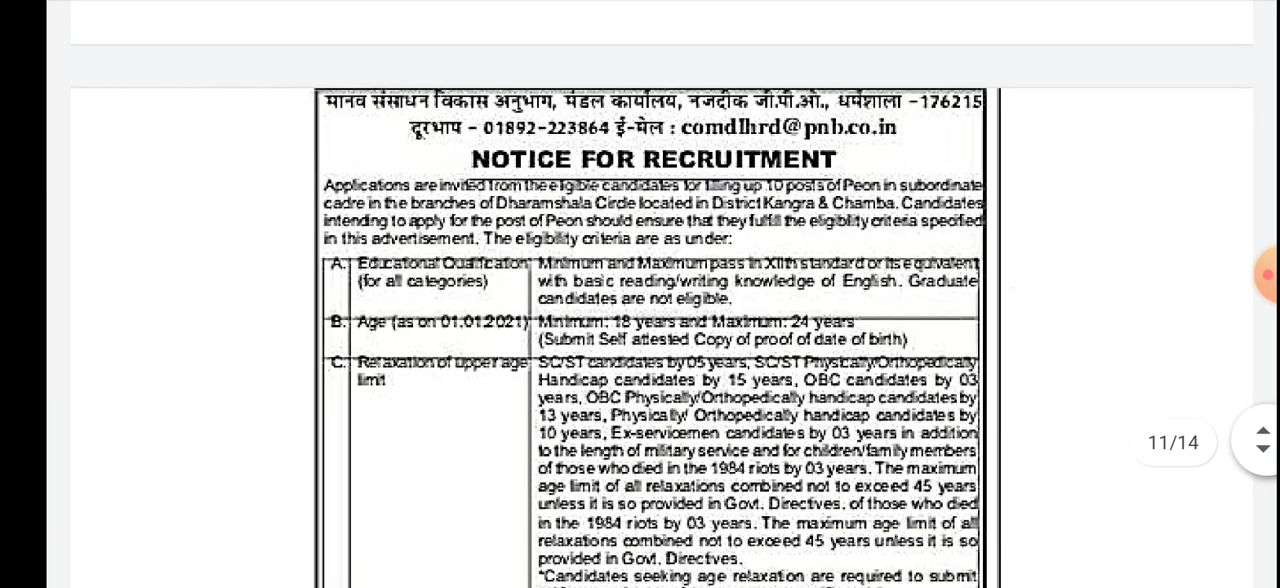 मानव संसाधन विकास अनुभाग, मंडल कार्यालय, नजदीक जी.पी.ओ., धर्मशाला -176215
दूरभाष - 01892-223864 ई-मेल : comdlhrd@pnb.co.in
NOTICE FOR RECRUITMENT
Applications are invited from the eligible candidates for filling up 10 posts of Peon in subordinate
cadre in the branches of Dharamshala Circle located in District Kangra & Chamba. Candidates
intending to apply for the post of Peon should ensure that they fulfill the eligibility criteria specified
in this advertisement. The eligibility criteria are as under:
A. Educational Qualification Minimum and Maximum pass in XIIth standard or its equivalent
(for all categories) with basic reading/writing knowledge of English. Graduate
candidates are not eligible.
B. Age (as on 01.01.2021) Minimum: 18 years and Maximum: 24 years
(Submit Self attested Copy of proof of date of birth)
C. Relaxation of upper age SC/ST candidates by 05 years, SC/ST Physically/Orthopedically
limit Handicap candidates by 15 years, OBC candidates by 03
years, OBC Physically/Orthopedically handicap candidates by
13 years, Physically/ Orthopedically handicap candidates by
10 years, Ex-servicemen candidates by 03 years in addition
to the length of military service and for children/family members
of those who died in the 1984 riots by 03 years. The maximum
age limit of all relaxations combined not to exceed 45 years
unless it is so provided in Govt. Directives. of those who died
in the 1984 riots by 03 years. The maximum age limit of all
relaxations combined not to exceed 45 years unless it is so
provided in Govt. Directves.
*Candidates seeking age relaxation are required to submit
11/14